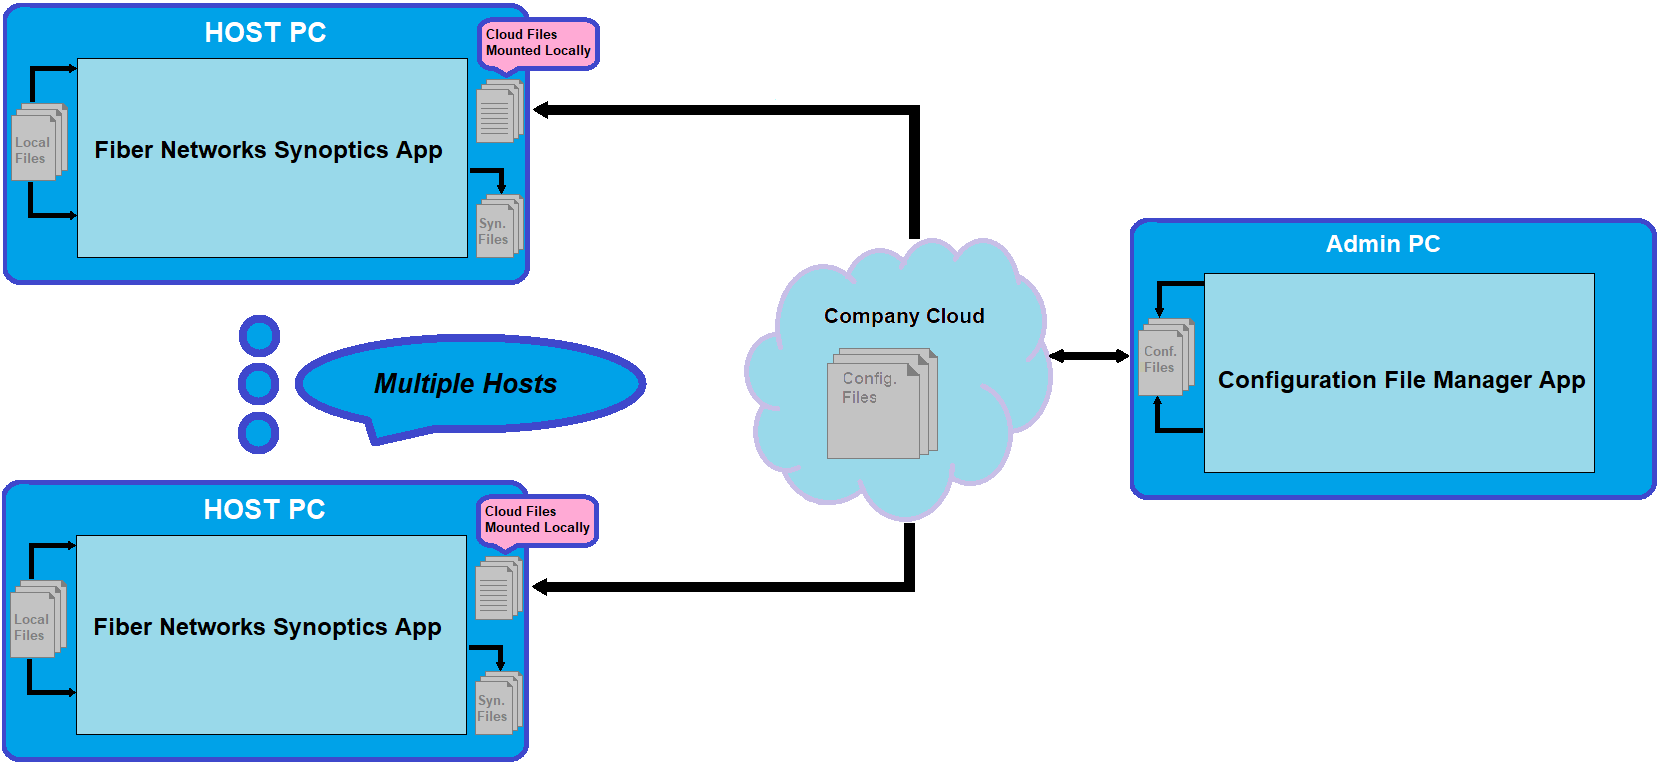 HOST PC
Cloud Files
Mounted Locally
Local
Files
Fiber Networks Synoptics App
Syn.
Files
Multiple Hosts
Company Cloud
Config.
Files
Admin PC
Conf.
Files
Configuration File Manager App
HOST PC
Cloud Files
Mounted Locally
Local
Files
Fiber Networks Synoptics App
Syn.
Files